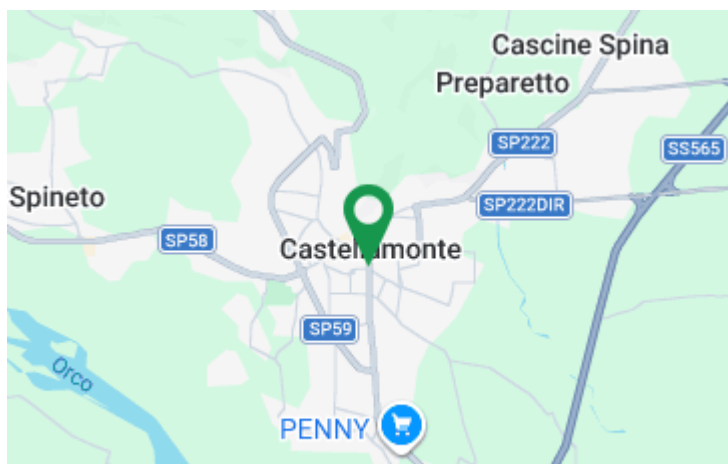 Cascine Spina
Preparetto
SP222
SS565
Spineto
SP222DIR
SP58
Castellamonte
SP59
Orco
PENNY